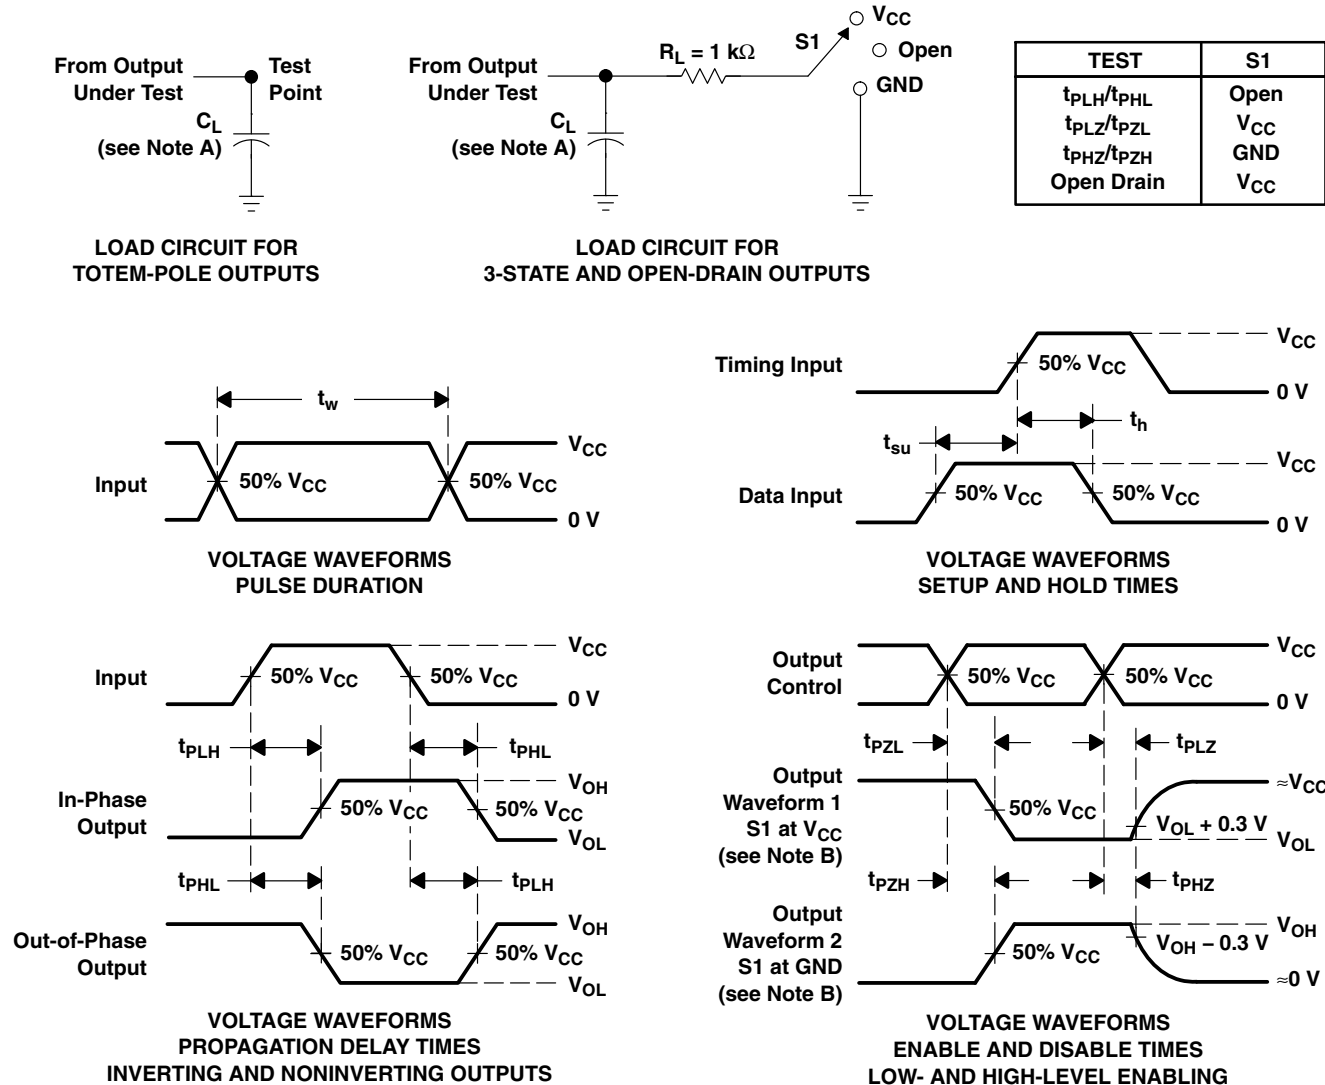 From Output
Under Test
Test
Point
CL
(see Note A)
LOAD CIRCUIT FOR
TOTEM-POLE OUTPUTS
From Output
Under Test
RL = 1 kΩ
S1
VCC
Open
GND
CL
(see Note A)
LOAD CIRCUIT FOR
3-STATE AND OPEN-DRAIN OUTPUTS
TEST S1
tPLH/tPHL Open
tPLZ/tPZL VCC
tPHZ/tPZH GND
Open Drain VCC
tw
Input
50% VCC
50% VCC
VCC
0 V
VOLTAGE WAVEFORMS
PULSE DURATION
Timing Input
50% VCC
VCC
0 V
tsu
th
Data Input
50% VCC
50% VCC
VCC
0 V
VOLTAGE WAVEFORMS
SETUP AND HOLD TIMES
Input
50% VCC
50% VCC
VCC
0 V
tPLH
tPHL
In-Phase
Output
50% VCC
50% VCC
VOH
VOL
tPHL
tPLH
Out-of-Phase
Output
50% VCC
50% VCC
VOH
VOL
VOLTAGE WAVEFORMS
PROPAGATION DELAY TIMES
INVERTING AND NONINVERTING OUTPUTS
Output
Control
50% VCC
50% VCC
VCC
0 V
tPZL
tPLZ
Output
Waveform 1
S1 at VCC
(see Note B)
50% VCC
VOL + 0.3 V
≈VCC
VOL
tPZH
tPHZ
Output
Waveform 2
S1 at GND
(see Note B)
50% VCC
VOH − 0.3 V
VOH
≈0 V
VOLTAGE WAVEFORMS
ENABLE AND DISABLE TIMES
LOW- AND HIGH-LEVEL ENABLING